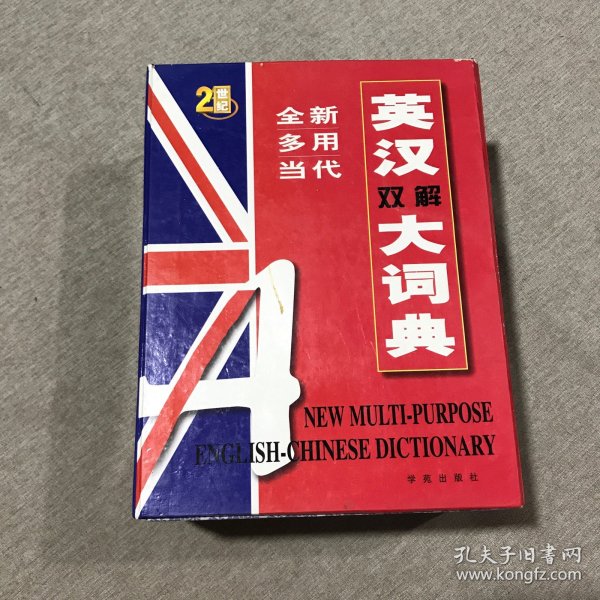 21世纪
全新
多用
当代
英汉
双解
大词典
NEW MULTI-PURPOSE
ENGLISH-CHINESE DICTIONARY
学苑出版社
孔夫子旧书网
www.kongfz.com